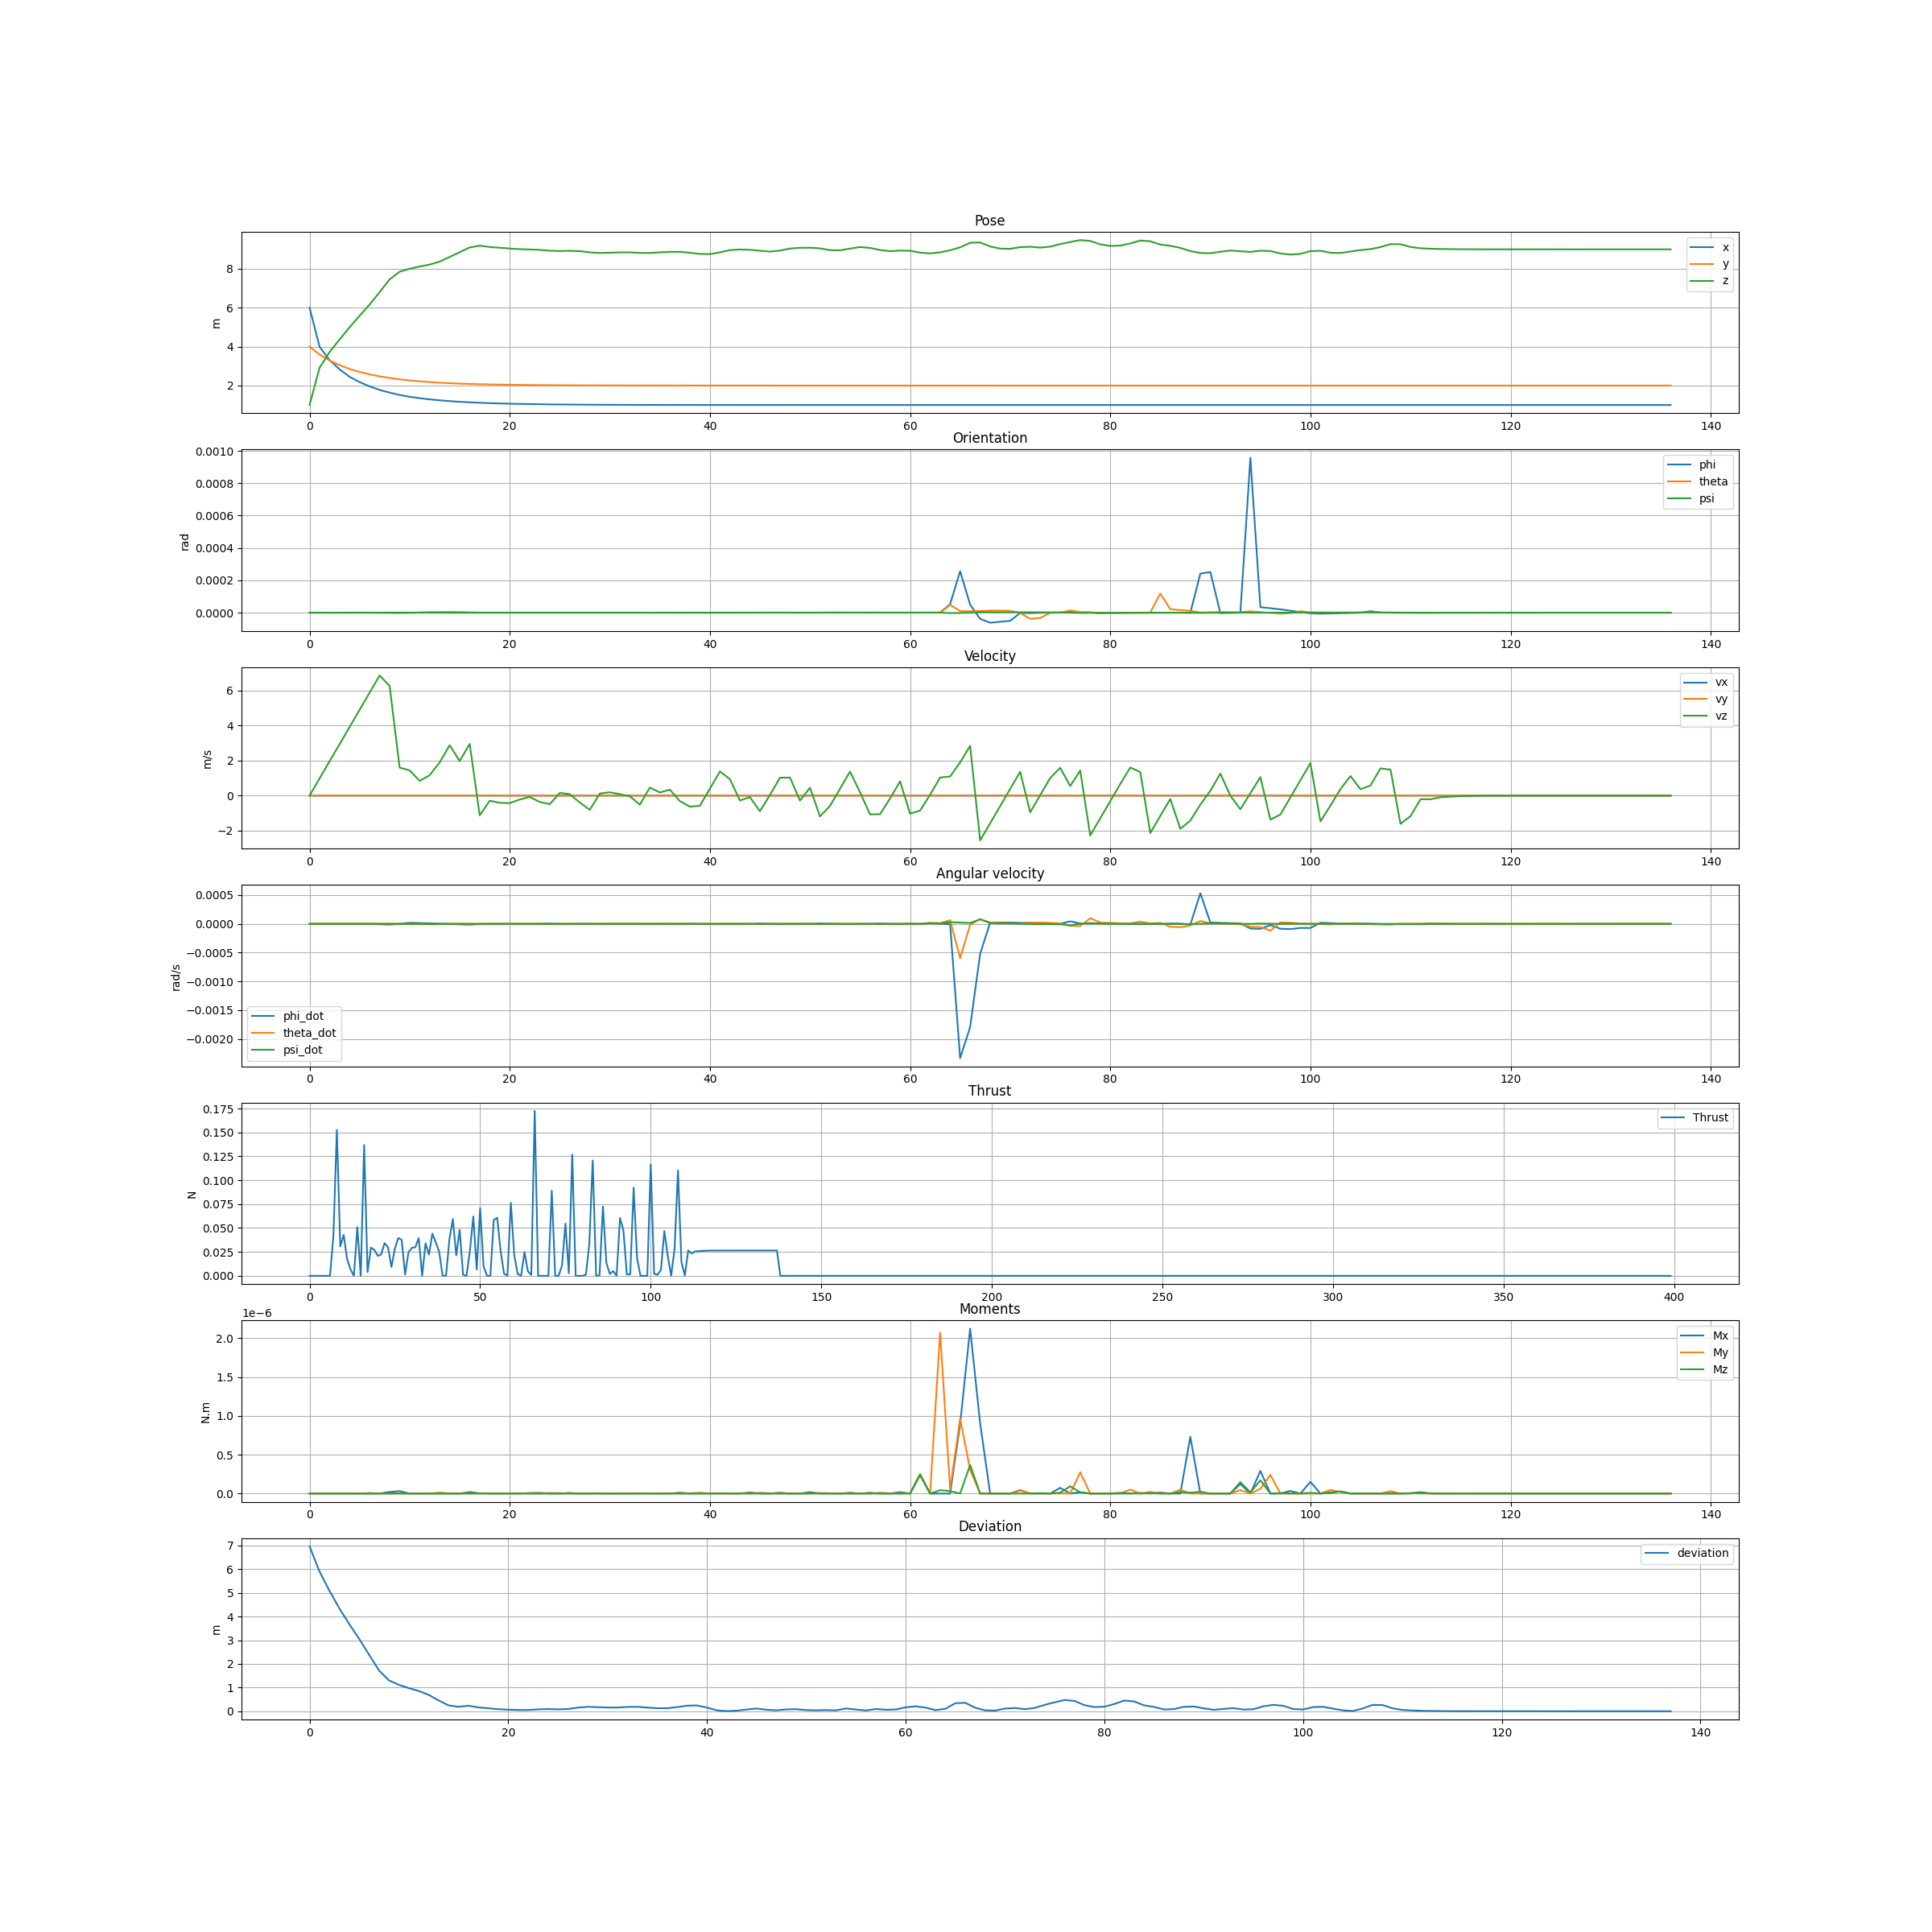 Pose
8
6
4
2
m
x
y
z
0 20 40 60 80 100 120 140
Orientation
0.0010
0.0008
0.0006
0.0004
0.0002
0.0000
rad
phi
theta
psi
0 20 40 60 80 100 120 140
Velocity
6
4
2
0
−2
m/s
vx
vy
vz
0 20 40 60 80 100 120 140
Angular velocity
0.0005
0.0000
−0.0005
−0.0010
−0.0015
−0.0020
rad/s
phi_dot
theta_dot
psi_dot
0 20 40 60 80 100 120 140
Thrust
0.175
0.150
0.125
0.100
0.075
0.050
0.025
0.000
N
Thrust
0 50 100 150 200 250 300 350 400
Moments
1e−6
2.0
1.5
1.0
0.5
0.0
N.m
Mx
My
Mz
0 20 40 60 80 100 120 140
Deviation
7
6
5
4
3
2
1
0
m
deviation
0 20 40 60 80 100 120 140